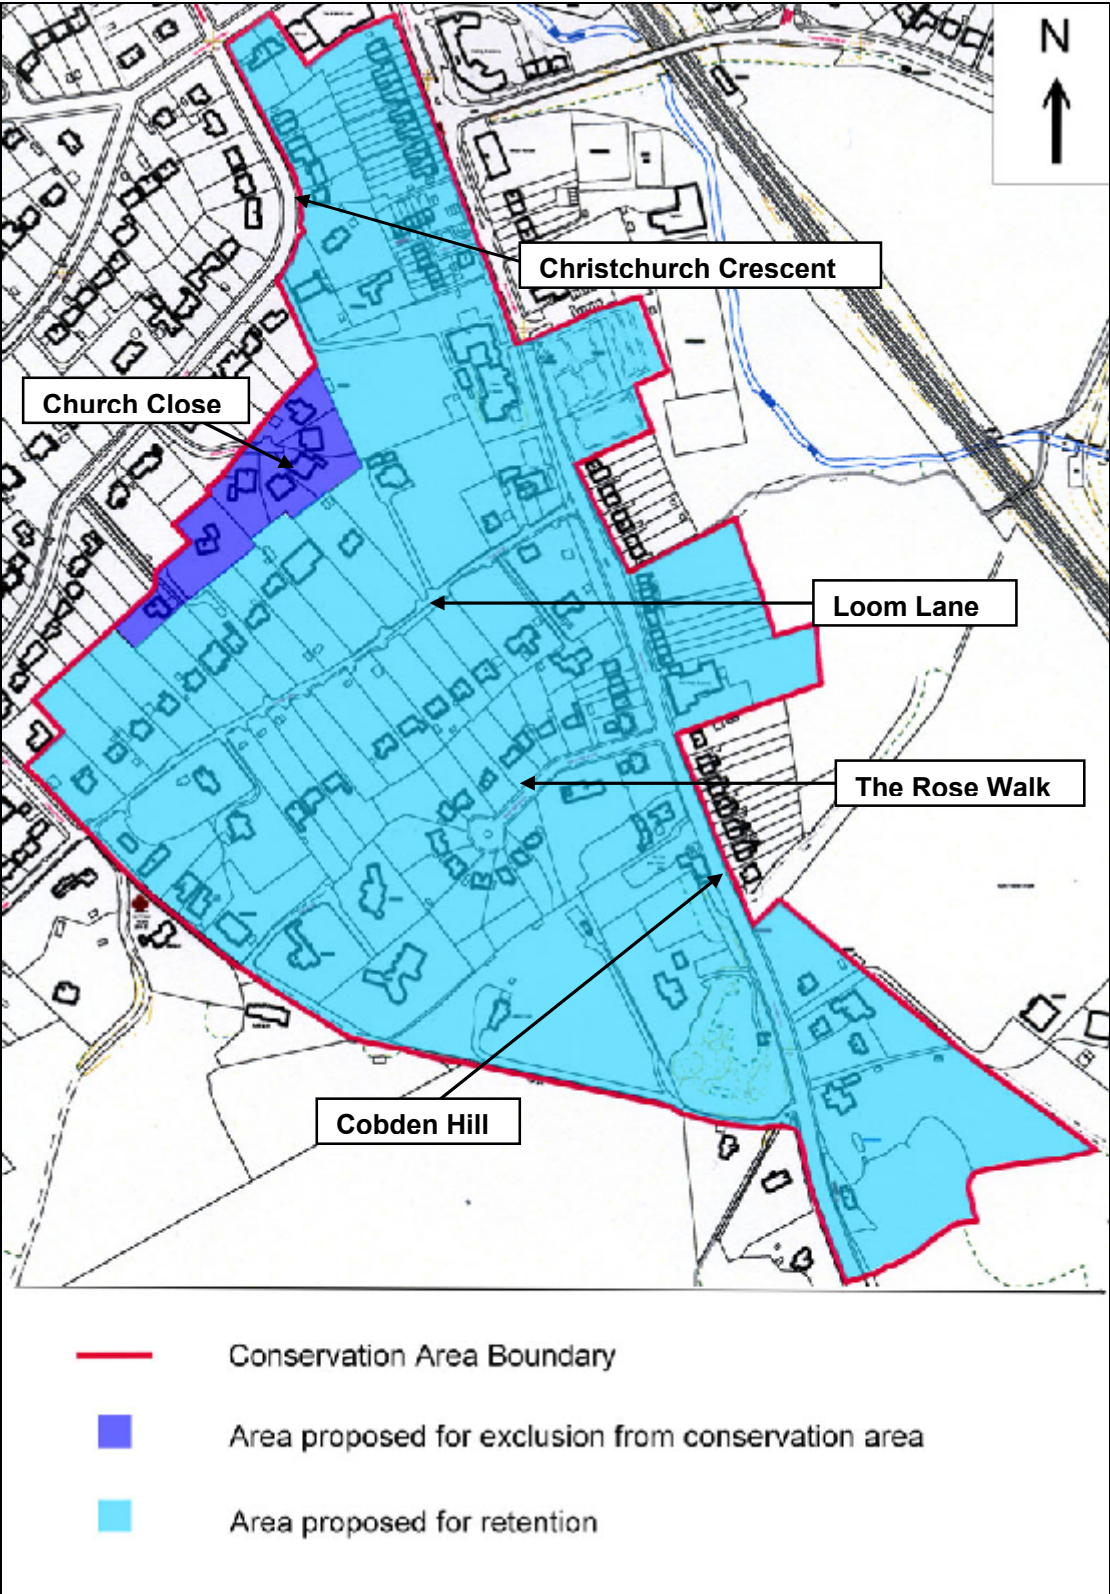 N
Christchurch Crescent
Church Close
Loom Lane
The Rose Walk
Cobden Hill
Conservation Area Boundary
Area proposed for exclusion from conservation area
Area proposed for retention